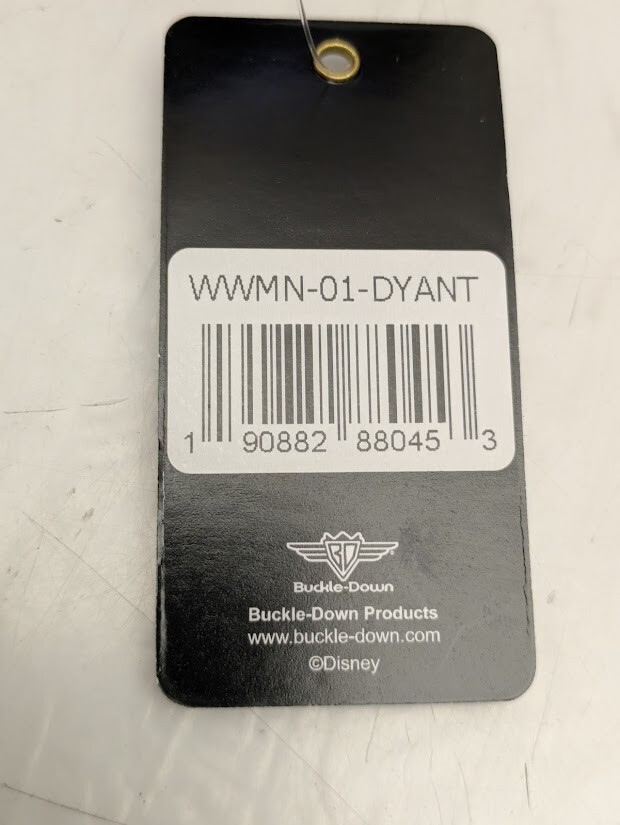 WWMN-01-DYANT
1 90882 88045 3
BD
Buckle-Down
Buckle-Down Products
www.buckle-down.com
©Disney